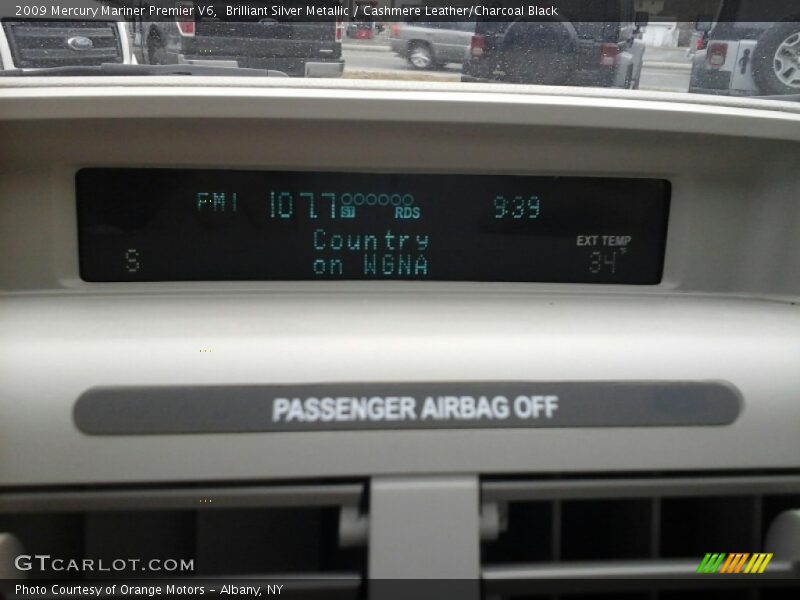 2009 Mercury Mariner Premier V6, Brilliant Silver Metallic / Cashmere Leather/Charcoal Black
Ford
FM1 107.7 ST RDS 9:39
Country
EXT TEMP
S on WGNA 34°
PASSENGER AIRBAG OFF
GTCARLOT.COM
Photo Courtesy of Orange Motors - Albany, NY